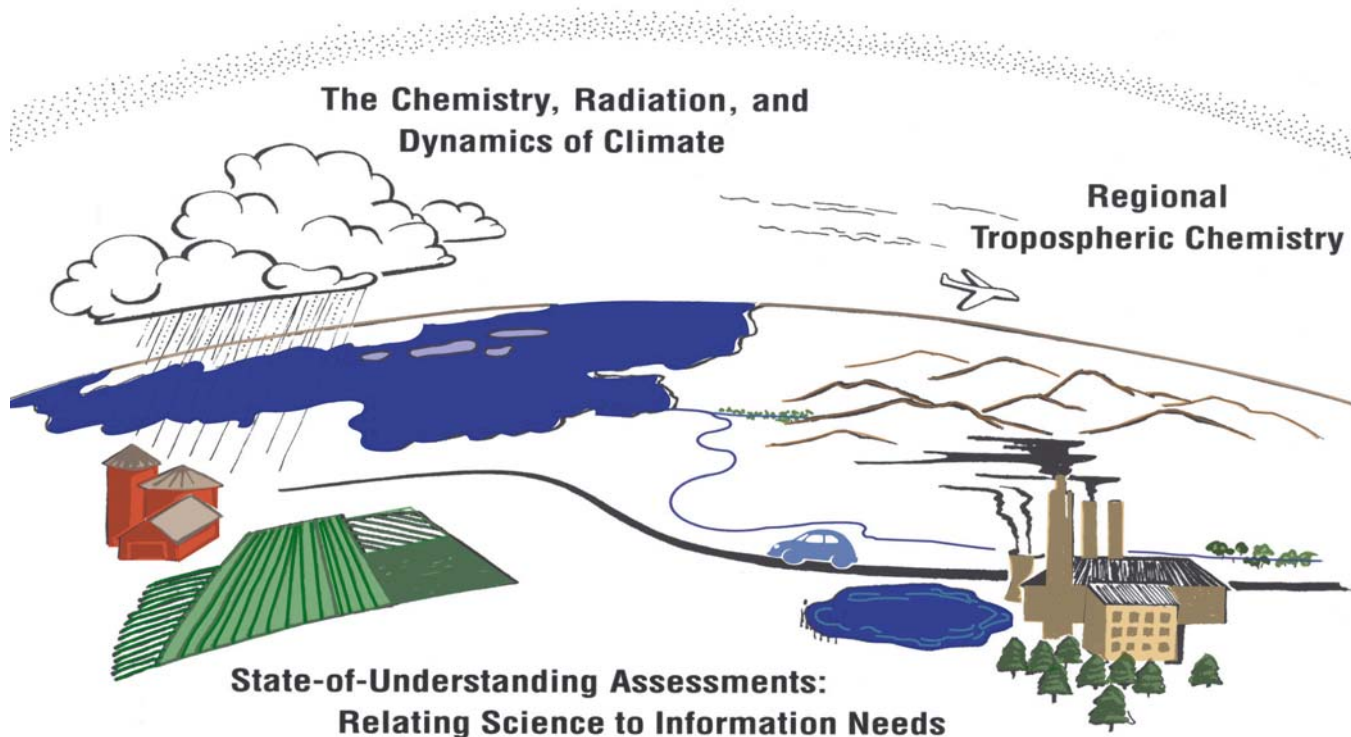 The Chemistry, Radiation, and
Dynamics of Climate
Regional
Tropospheric Chemistry
State-of-Understanding Assessments:
Relating Science to Information Needs